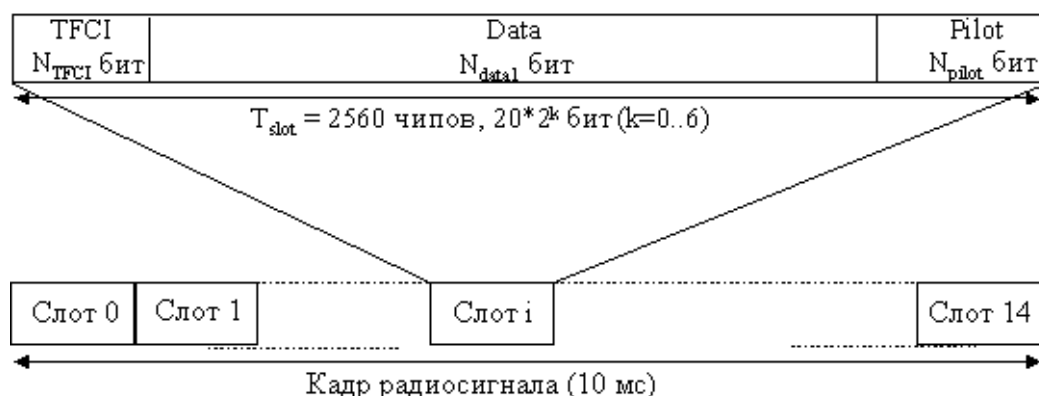 TFCI
N_TFCI бит
Data
N_data1 бит
Pilot
N_pilot бит
T_slot = 2560 чипов, 20*2^k бит (k=0..6)
Слот 0
Слот 1
Слот i
Слот 14
Кадр радиосигнала (10 мс)